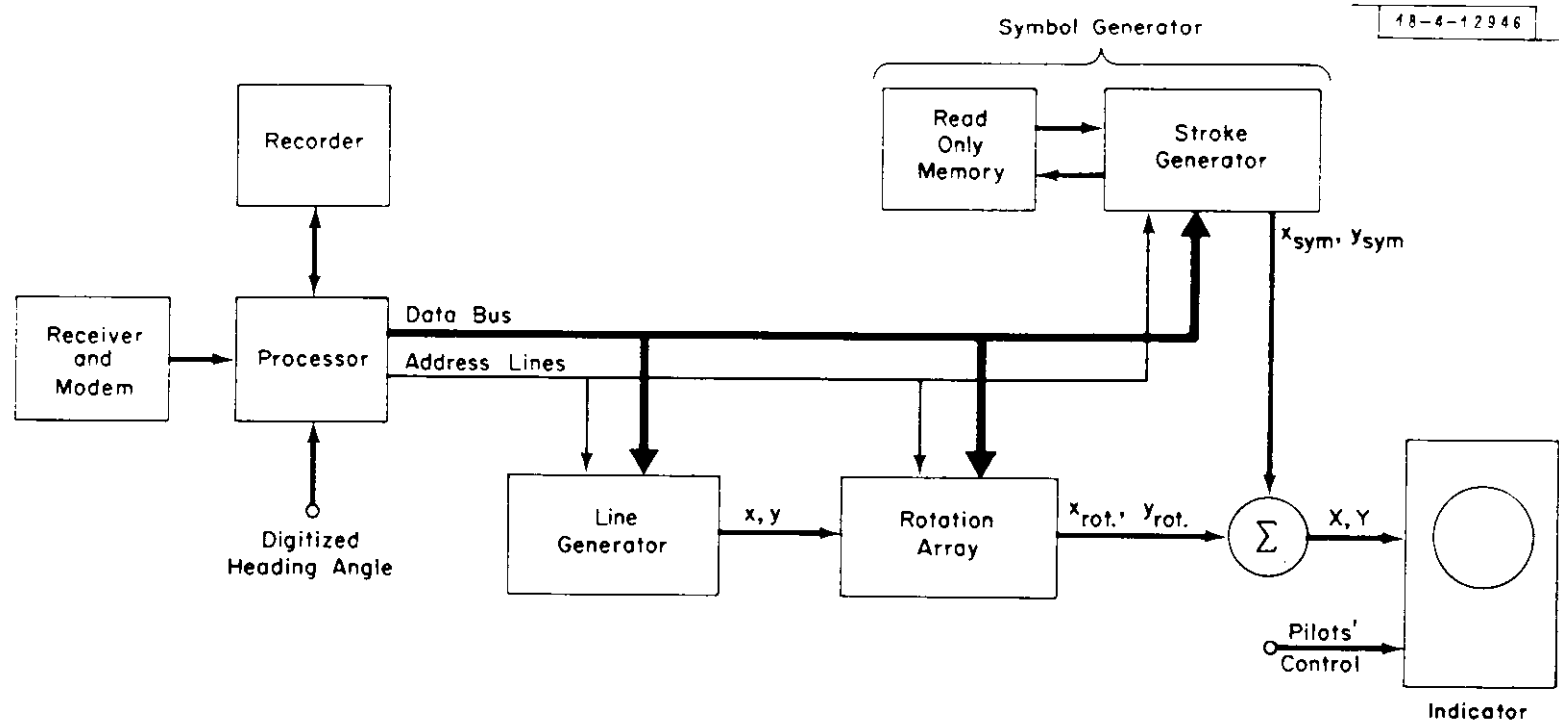 18-4-12946
Symbol Generator
Recorder
Read
Only
Memory
Stroke
Generator
x_sym, y_sym
Receiver
and
Modem
Processor
Data Bus
Address Lines
Digitized
Heading Angle
Line
Generator
x, y
Rotation
Array
x_rot., y_rot.
Σ
X, Y
Pilots'
Control
Indicator